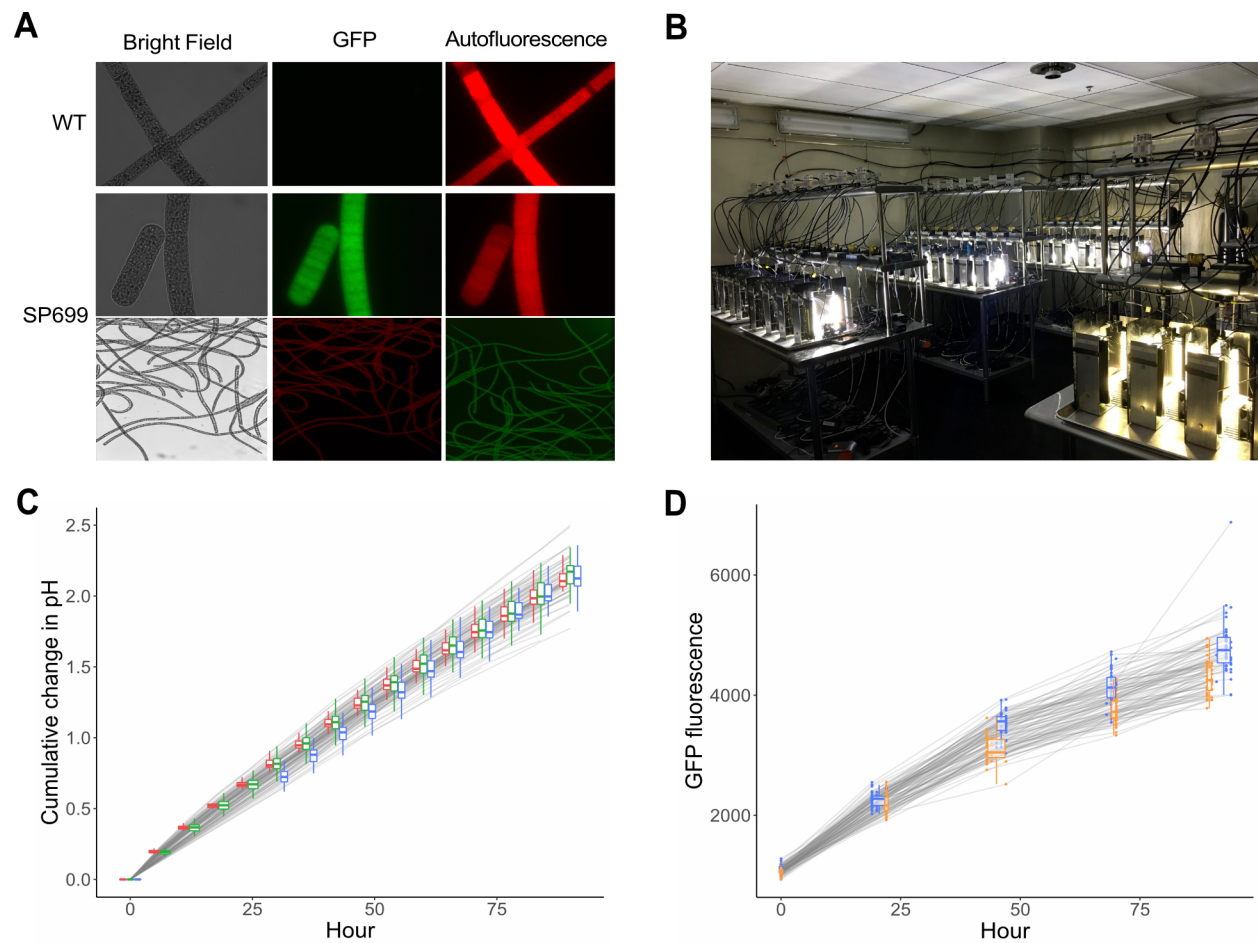 A
Bright Field
GFP
Autofluorescence
WT
SP699
B
C
Cumulative change in pH
2.5
2.0
1.5
1.0
0.5
0.0
0
25
50
75
Hour
D
GFP fluorescence
6000
4000
2000
0
25
50
75
Hour